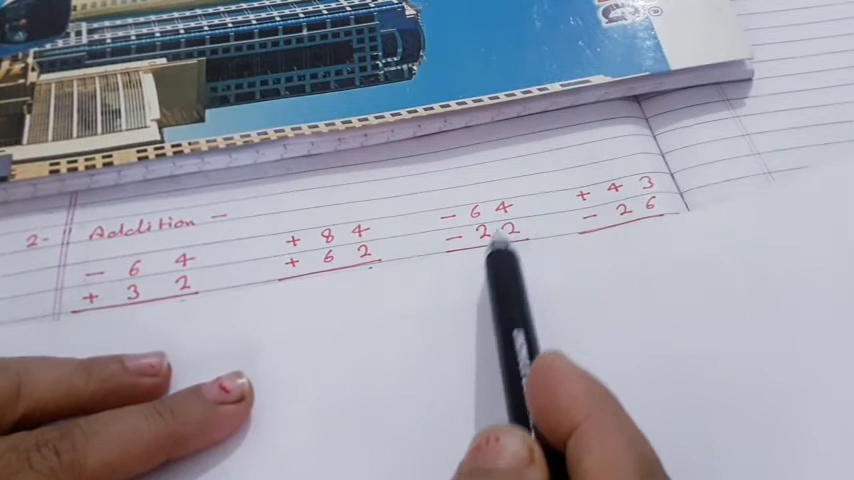 2- Addition -
- 6 4 + 8 4 - 6 4 + 4 3
+ 3 2 + 6 2 - 2 2 - 2 6